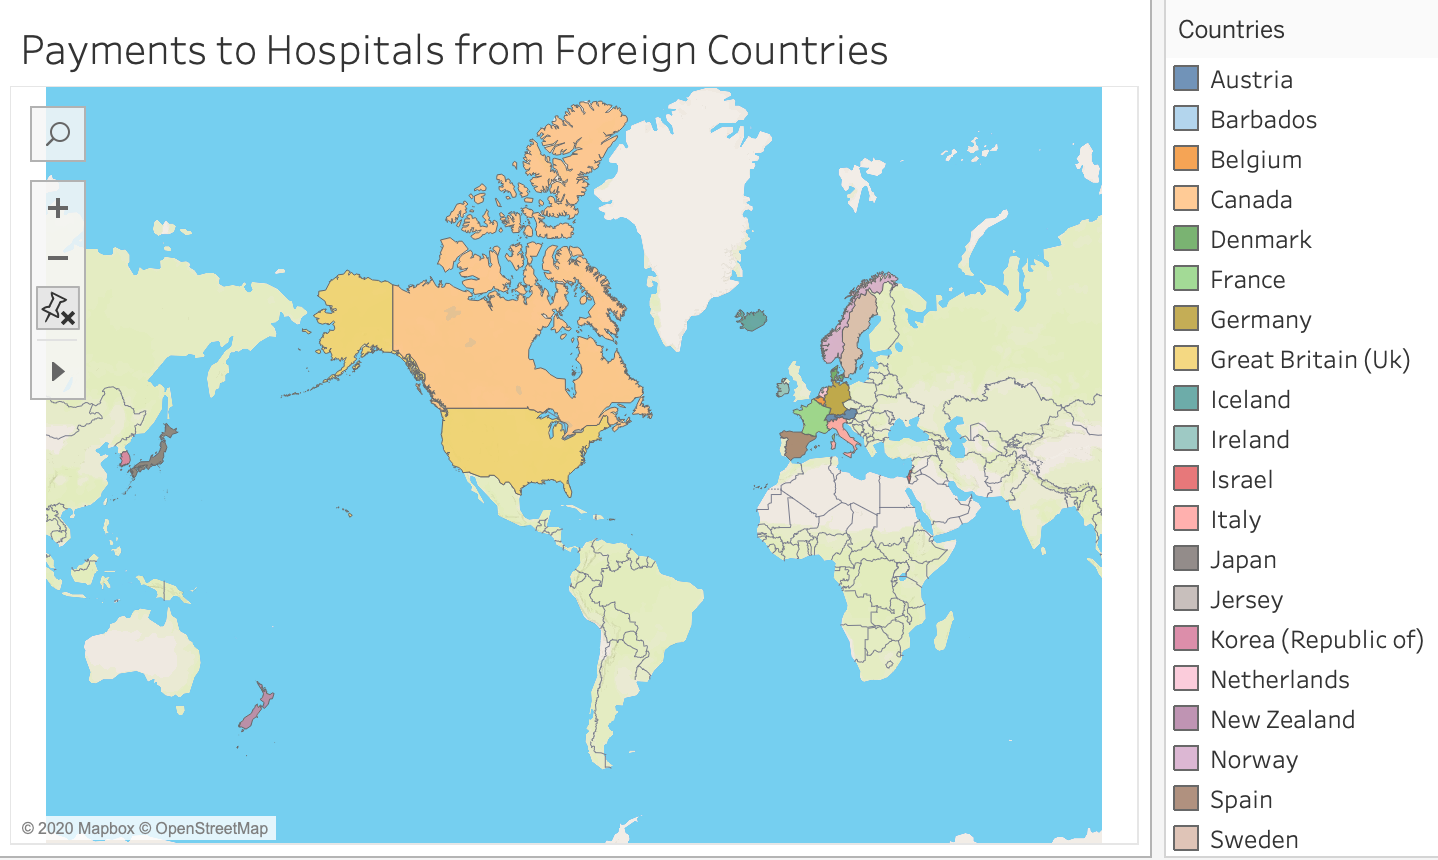 Payments to Hospitals from Foreign Countries
© 2020 Mapbox © OpenStreetMap
Countries
Austria
Barbados
Belgium
Canada
Denmark
France
Germany
Great Britain (Uk)
Iceland
Ireland
Israel
Italy
Japan
Jersey
Korea (Republic of)
Netherlands
New Zealand
Norway
Spain
Sweden